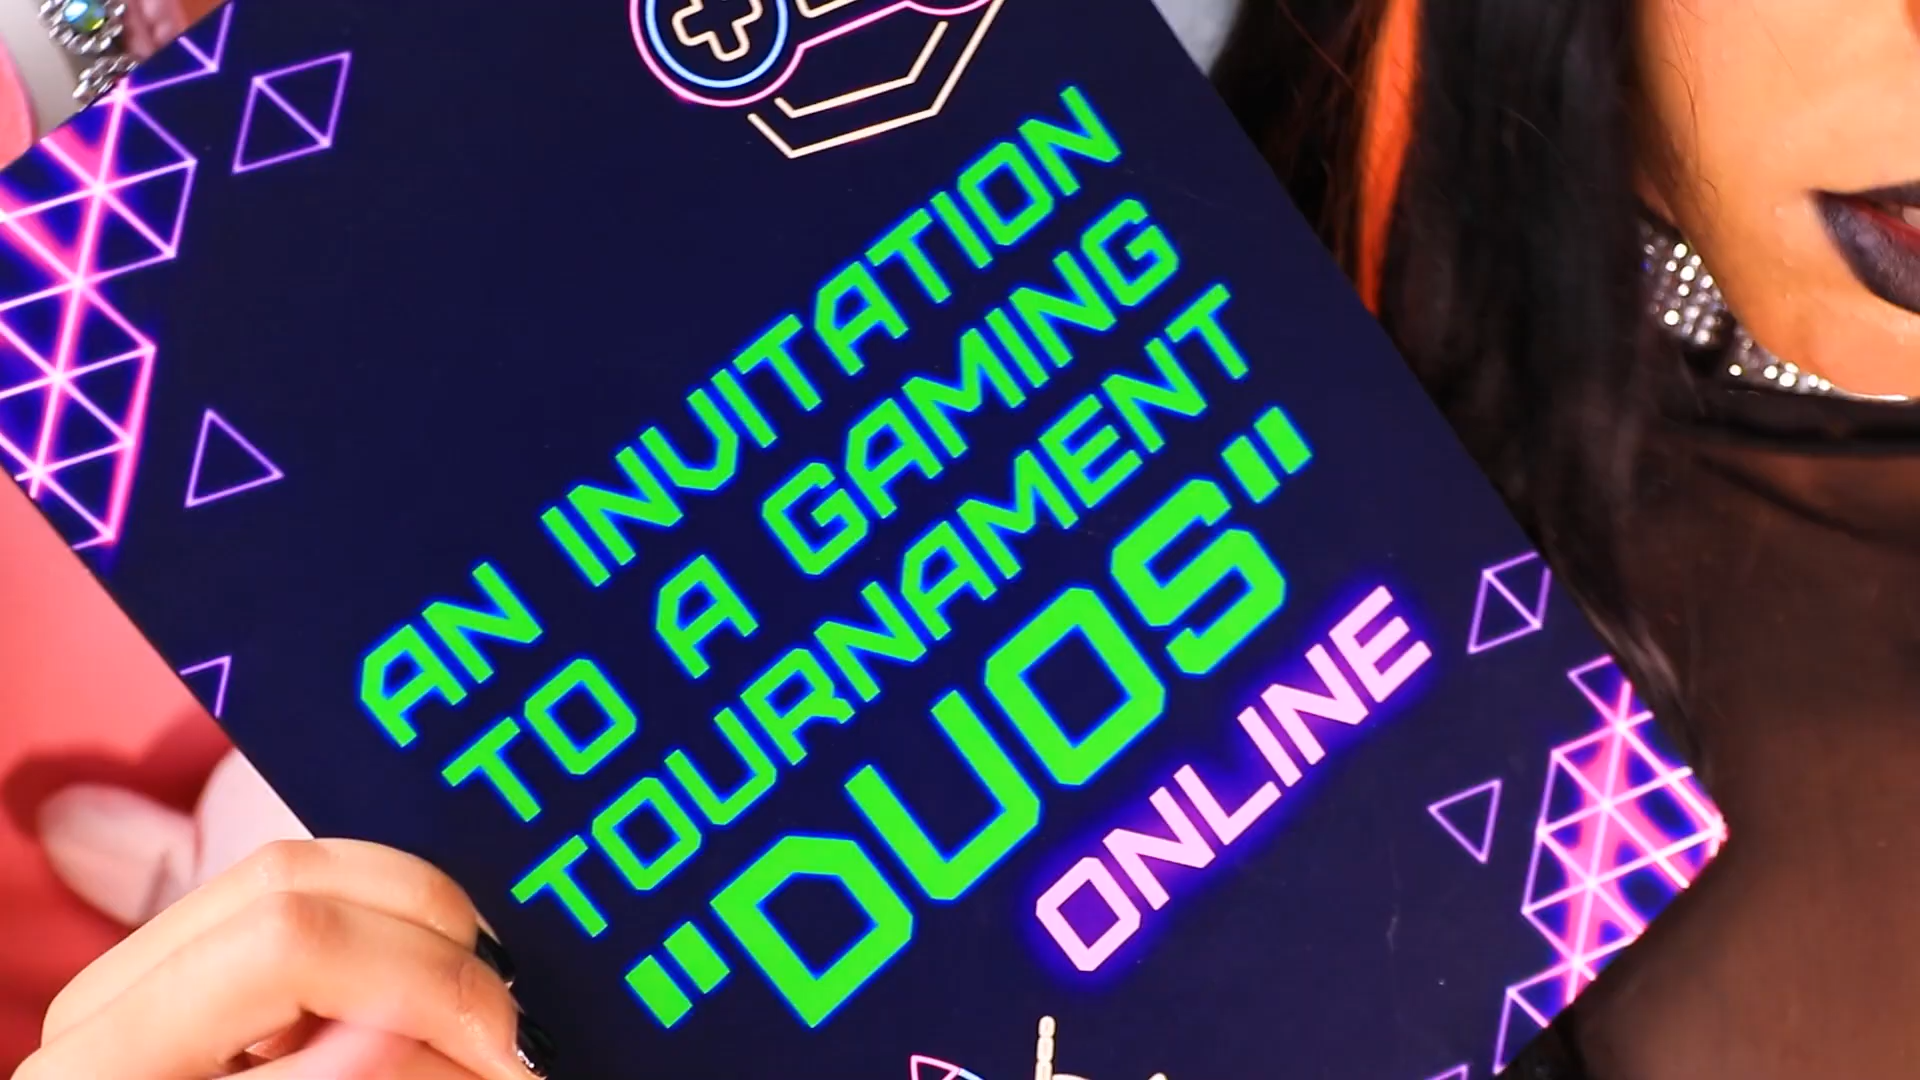 AN INVITATION
TO A GAMING
TOURNAMENT
"DUOS"
ONLINE